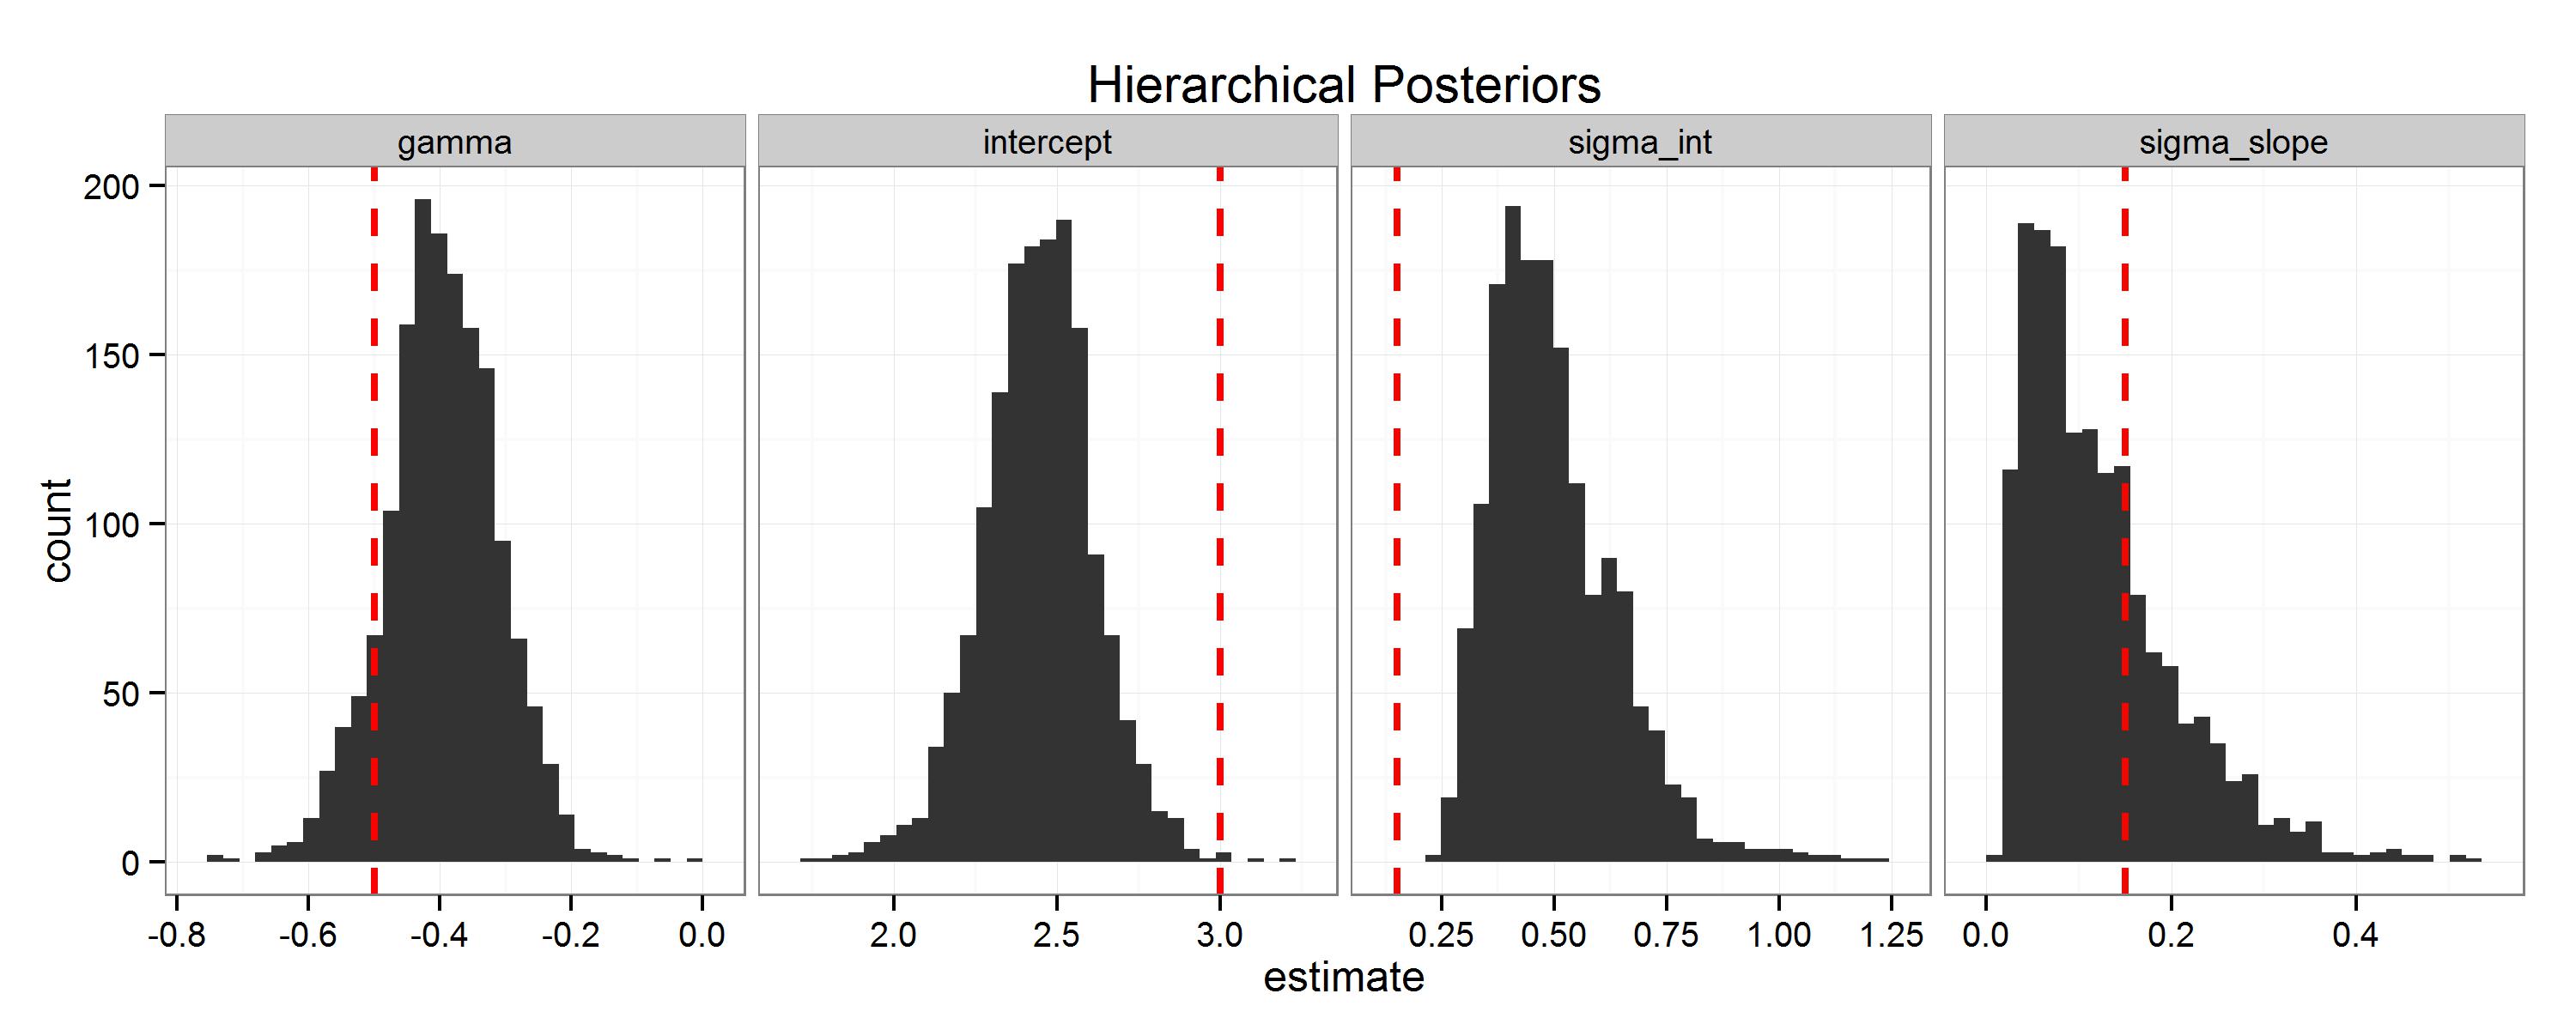 Hierarchical Posteriors
gamma intercept sigma_int sigma_slope
200
150
100
50
0
count
-0.8 -0.6 -0.4 -0.2 0.0 2.0 2.5 3.0 0.25 0.50 0.75 1.00 1.25 0.0 0.2 0.4
estimate